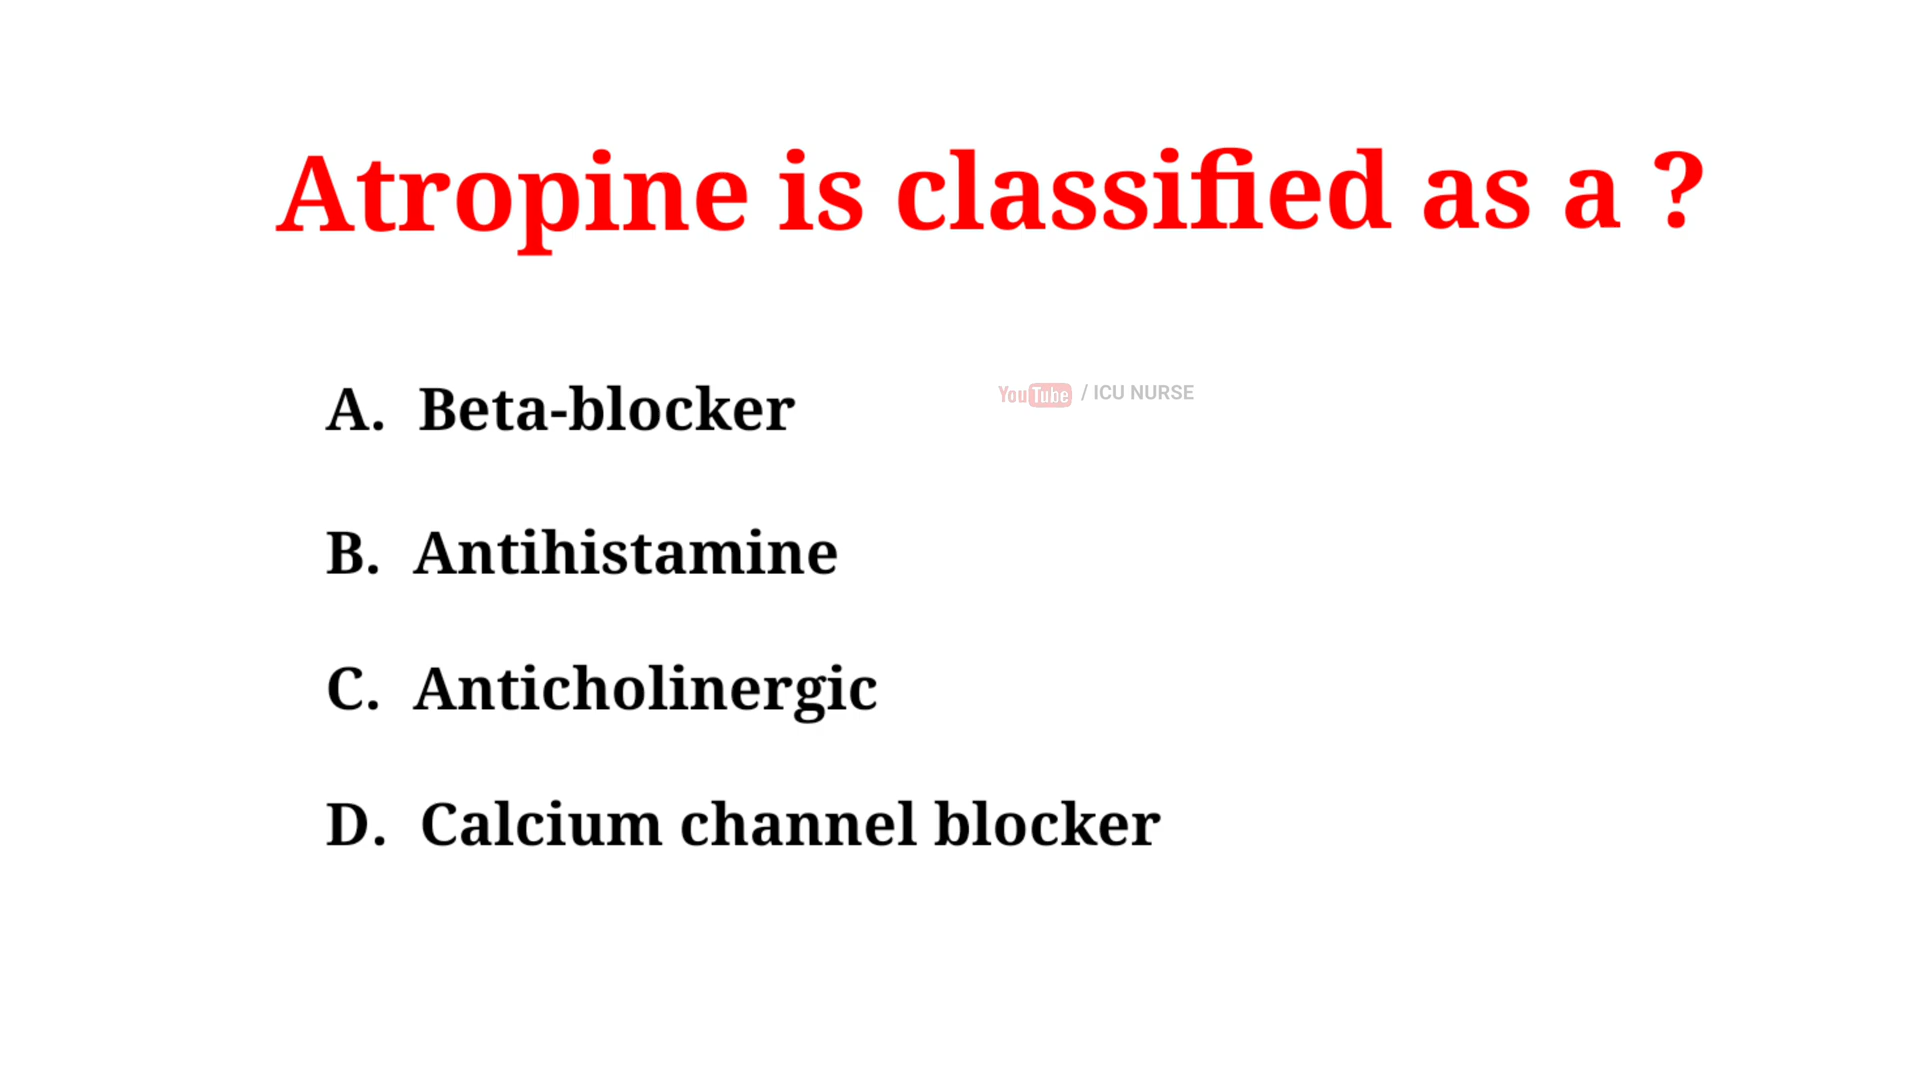 Atropine is classified as a ?
A. Beta-blocker
YouTube / ICU NURSE
B. Antihistamine
C. Anticholinergic
D. Calcium channel blocker